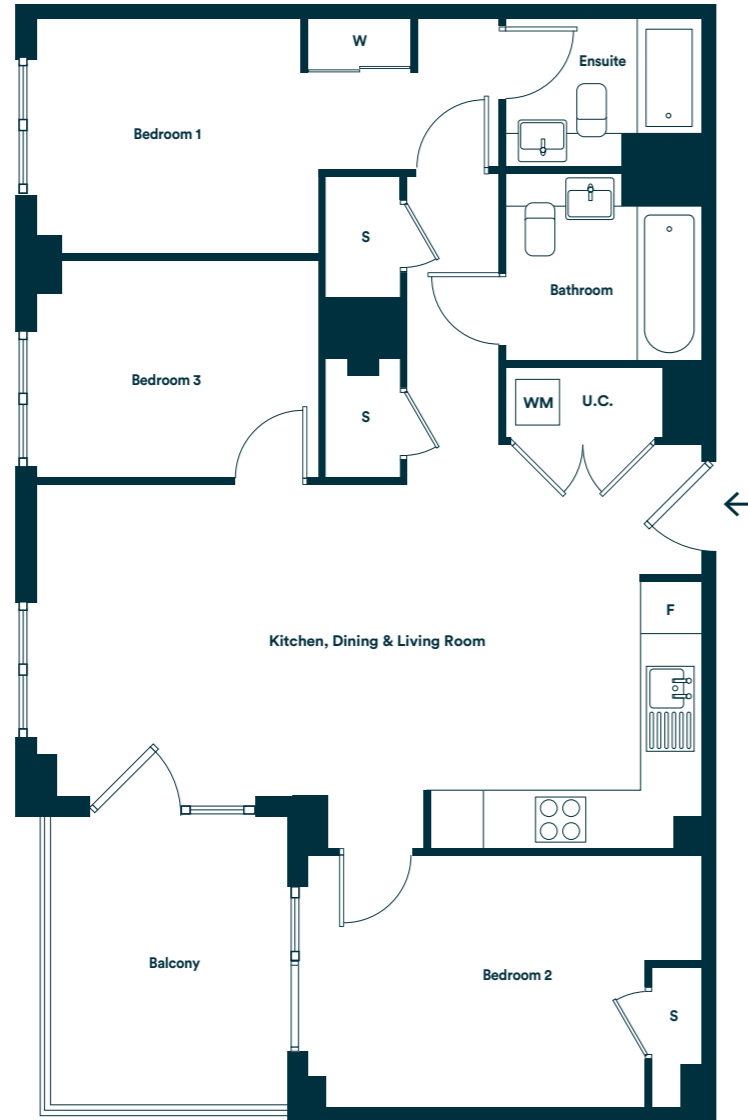 W
Ensuite
Bedroom 1
S
Bathroom
Bedroom 3
WM
U.C.
S
F
Kitchen, Dining & Living Room
Balcony
Bedroom 2
S